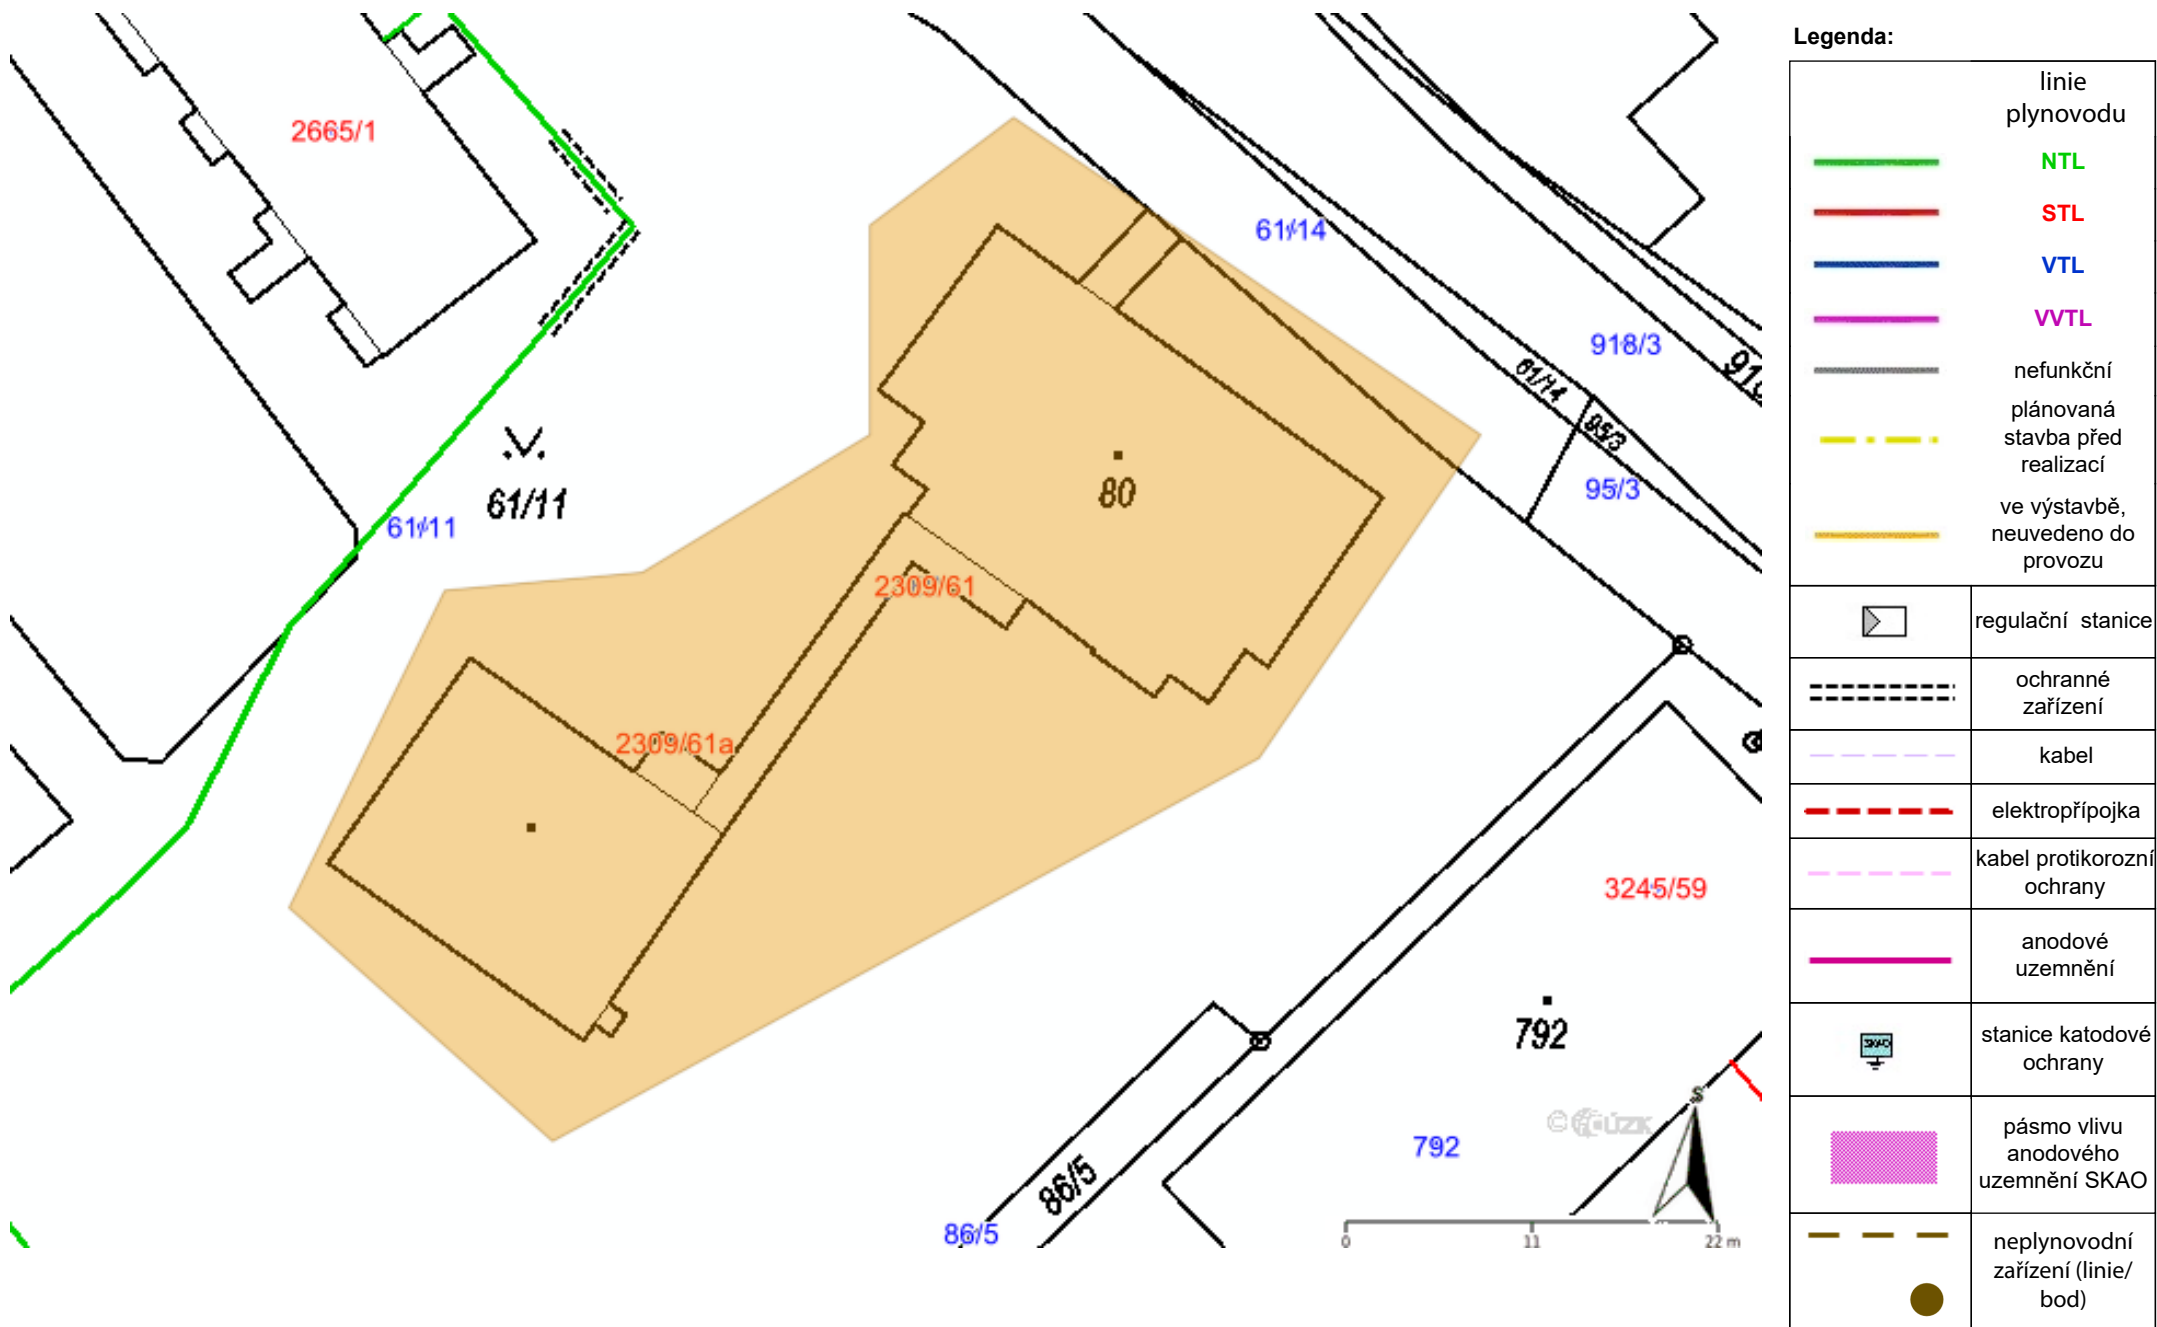 2665/1
61/14
918/3
61/14
95/3
95/3
61/11
61/11
80
2309/61
2309/61a
3245/59
792
792
86/5
86/5
© ČÚZK
S
0 11 22 m
Legenda:
linie
plynovodu
NTL
STL
VTL
VVTL
nefunkční
plánovaná
stavba před
realizací
ve výstavbě,
neuvedeno do
provozu
regulační stanice
ochranné
zařízení
kabel
elektropřípojka
kabel protikorozní
ochrany
anodové
uzemnění
SKAO
stanice katodové
ochrany
pásmo vlivu
anodového
uzemnění SKAO
neplynovodní
zařízení (linie/
bod)